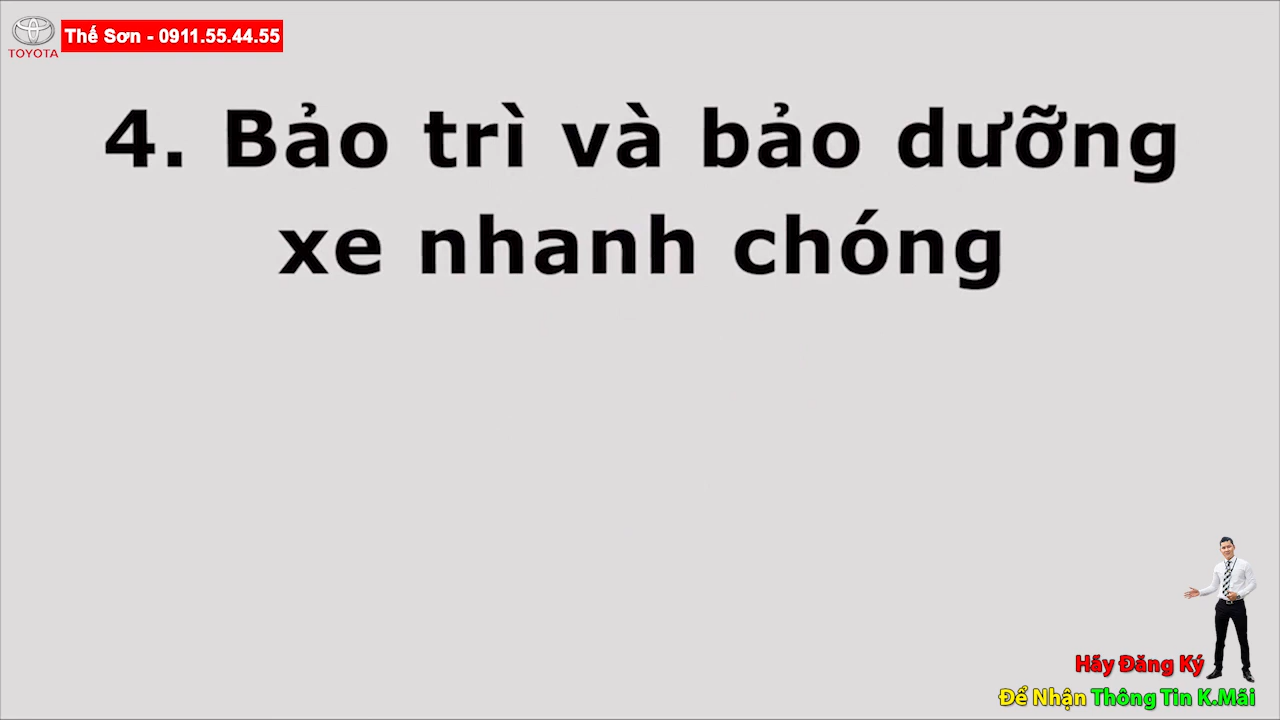 TOYOTA
Thế Sơn - 0911.55.44.55
4. Bảo trì và bảo dưỡng
xe nhanh chóng
Hãy Đăng Ký
Để Nhận Thông Tin K.Mãi